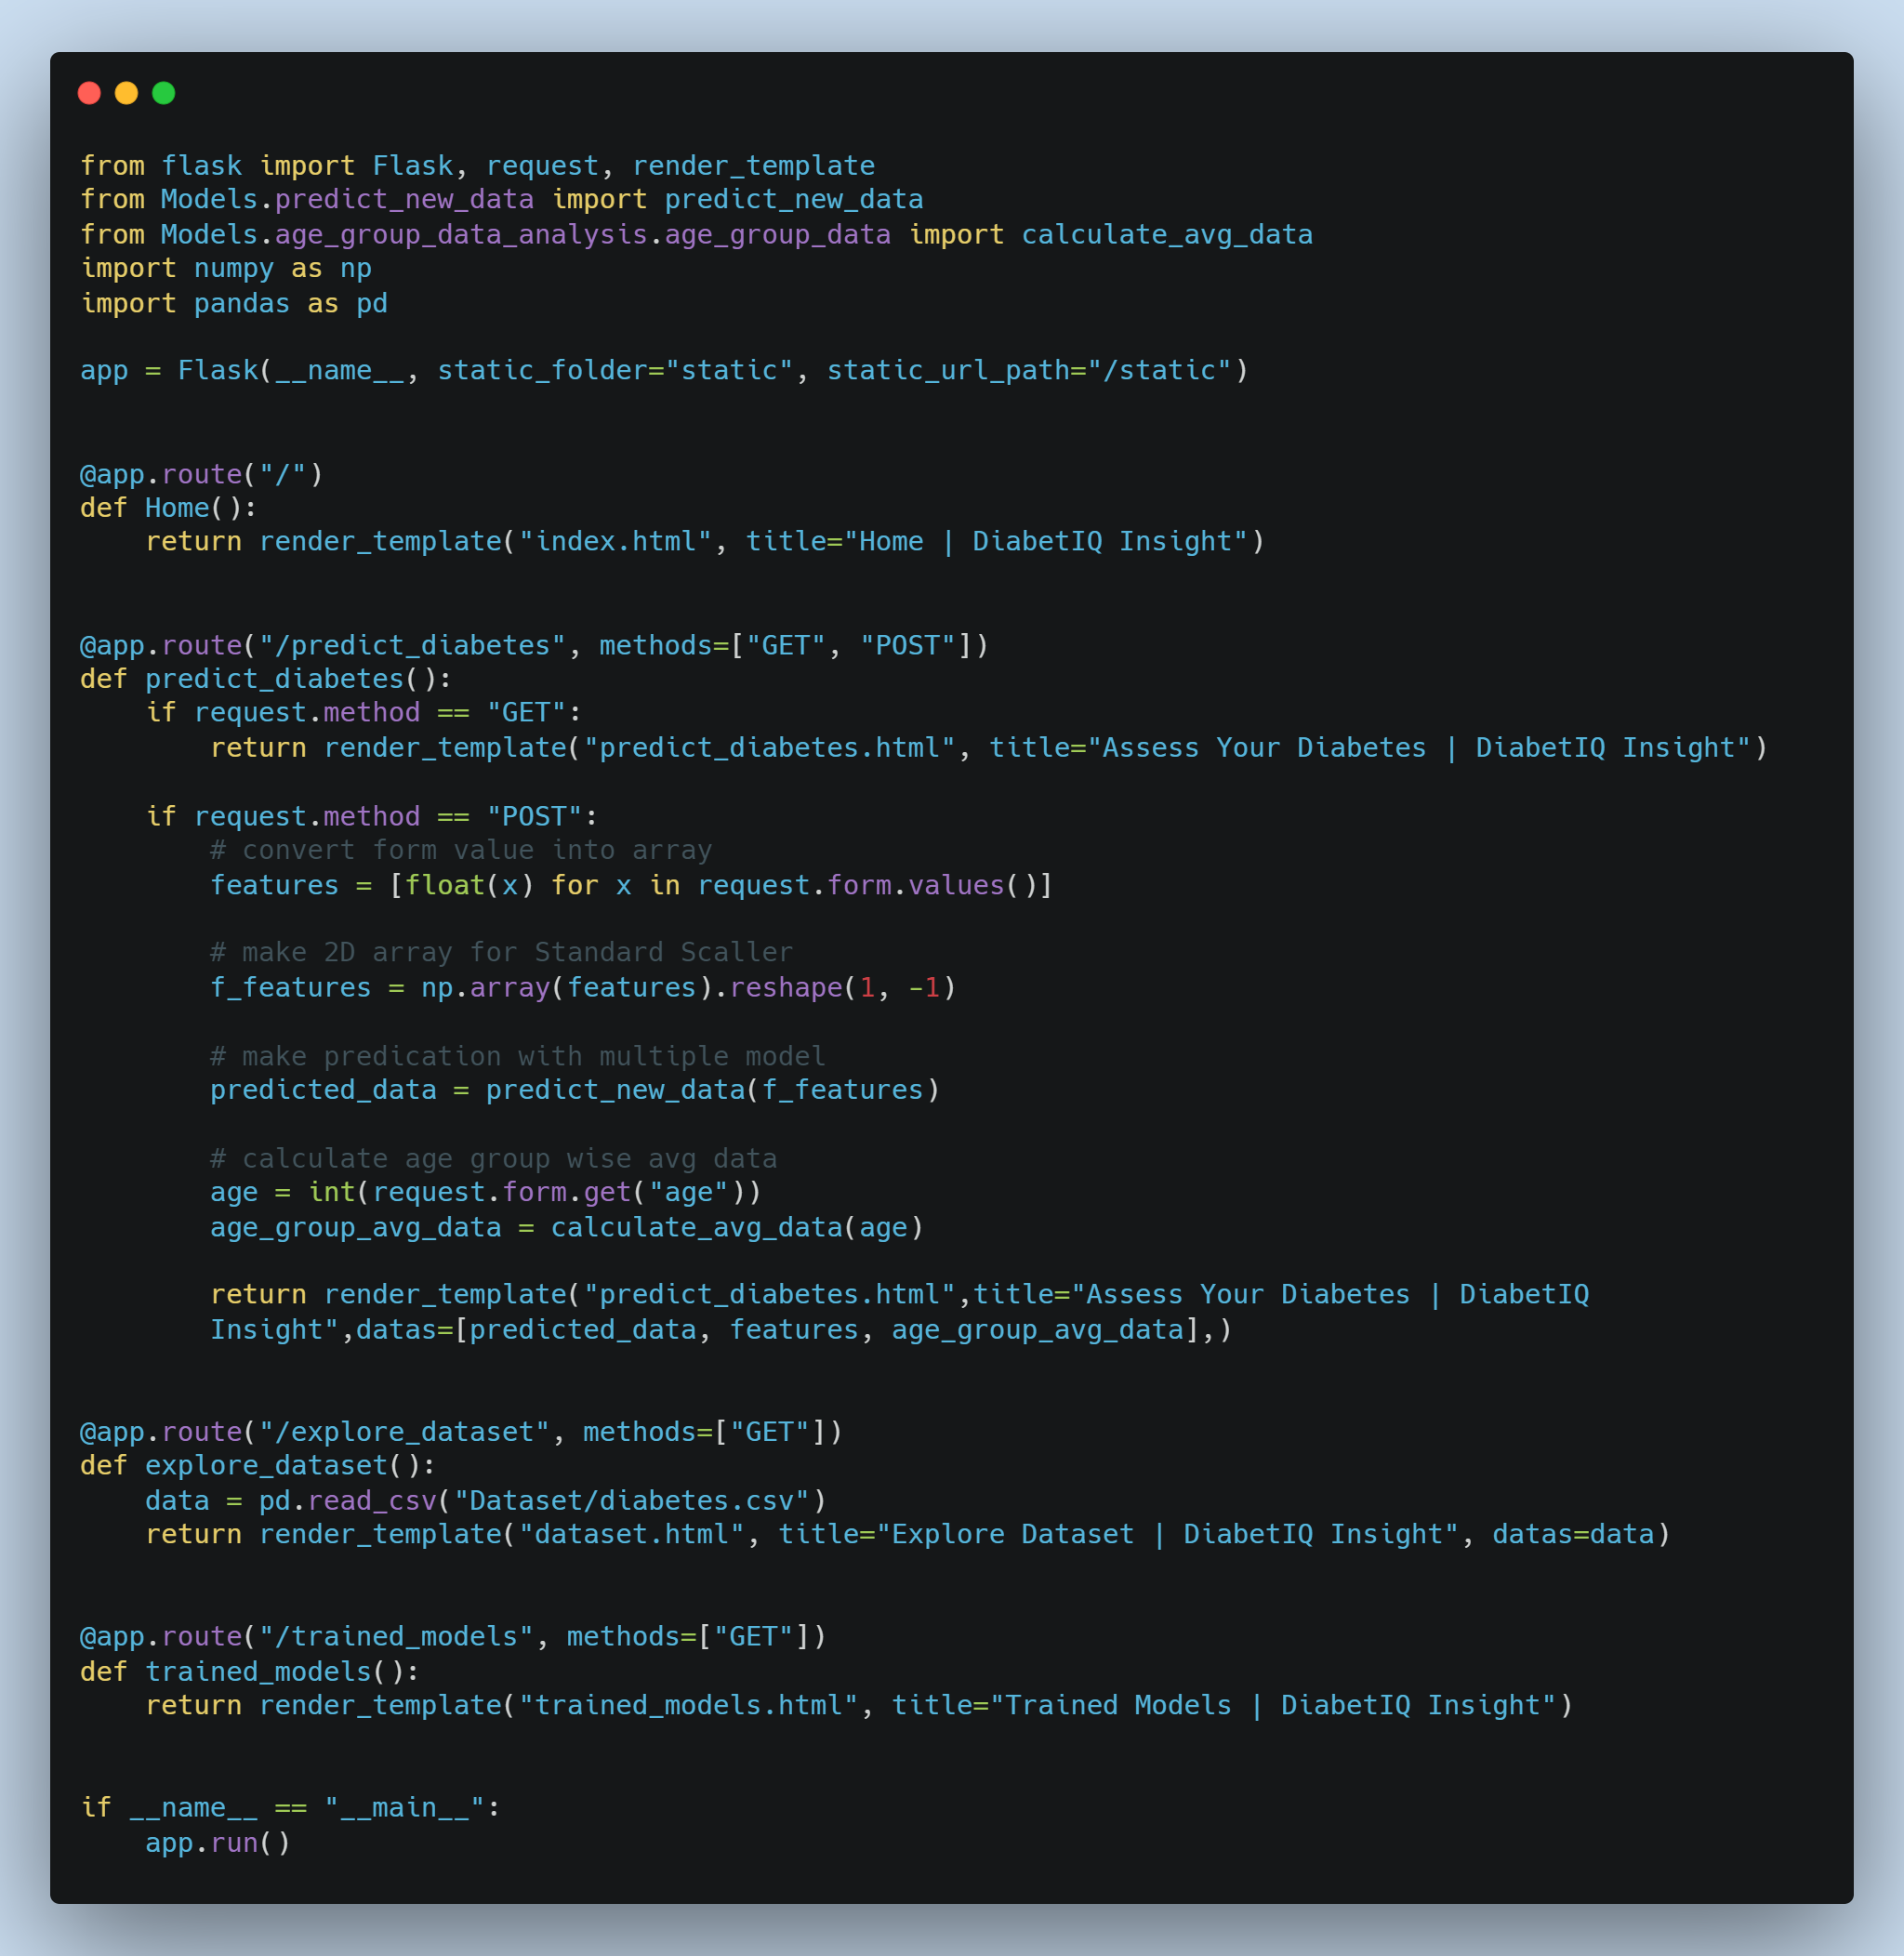 from flask import Flask, request, render_template
from Models.predict_new_data import predict_new_data
from Models.age_group_data_analysis.age_group_data import calculate_avg_data
import numpy as np
import pandas as pd

app = Flask(__name__, static_folder="static", static_url_path="/static")


@app.route("/")
def Home():
    return render_template("index.html", title="Home | DiabetIQ Insight")


@app.route("/predict_diabetes", methods=["GET", "POST"])
def predict_diabetes():
    if request.method == "GET":
        return render_template("predict_diabetes.html", title="Assess Your Diabetes | DiabetIQ Insight")

    if request.method == "POST":
        # convert form value into array
        features = [float(x) for x in request.form.values()]

        # make 2D array for Standard Scaller
        f_features = np.array(features).reshape(1, -1)

        # make predication with multiple model
        predicted_data = predict_new_data(f_features)

        # calculate age group wise avg data
        age = int(request.form.get("age"))
        age_group_avg_data = calculate_avg_data(age)

        return render_template("predict_diabetes.html",title="Assess Your Diabetes | DiabetIQ
        Insight",datas=[predicted_data, features, age_group_avg_data],)


@app.route("/explore_dataset", methods=["GET"])
def explore_dataset():
    data = pd.read_csv("Dataset/diabetes.csv")
    return render_template("dataset.html", title="Explore Dataset | DiabetIQ Insight", datas=data)


@app.route("/trained_models", methods=["GET"])
def trained_models():
    return render_template("trained_models.html", title="Trained Models | DiabetIQ Insight")


if __name__ == "__main__":
    app.run()